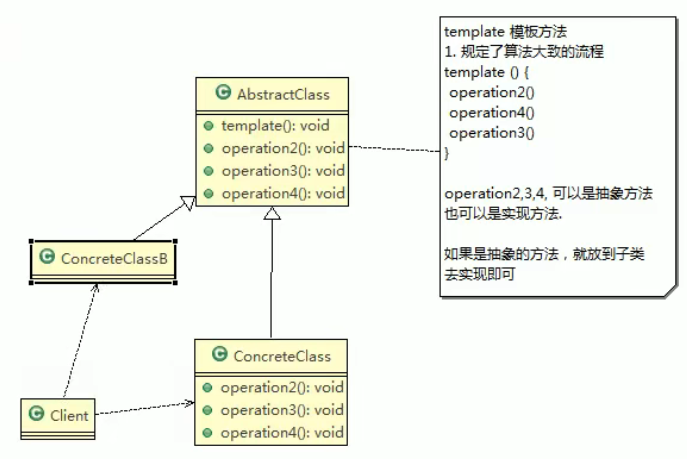 AbstractClass
template(): void
operation2(): void
operation3(): void
operation4(): void
template 模板方法
1. 规定了算法大致的流程
template () {
operation2()
operation4()
operation3()
}
operation2,3,4, 可以是抽象方法
也可以是实现方法.
如果是抽象的方法，就放到子类
去实现即可
ConcreteClassB
ConcreteClass
operation2(): void
operation3(): void
operation4(): void
Client